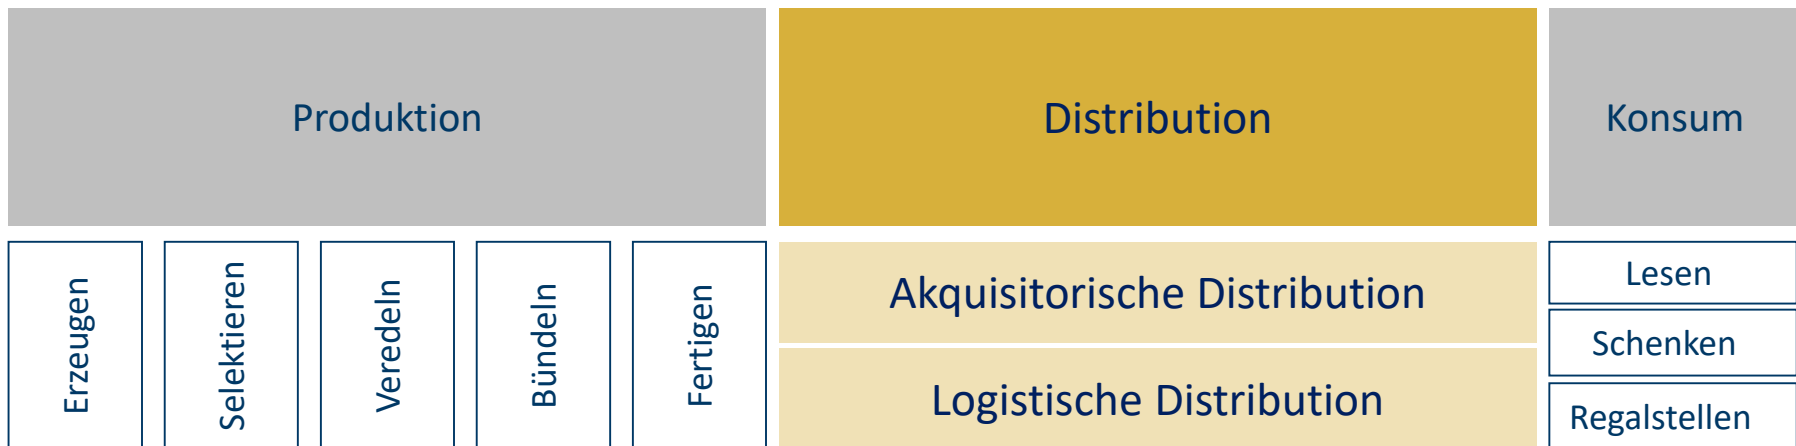 Produktion
Distribution
Konsum
Erzeugen
Selektieren
Veredeln
Bündeln
Fertigen
Akquisitorische Distribution
Logistische Distribution
Lesen
Schenken
Regalstellen